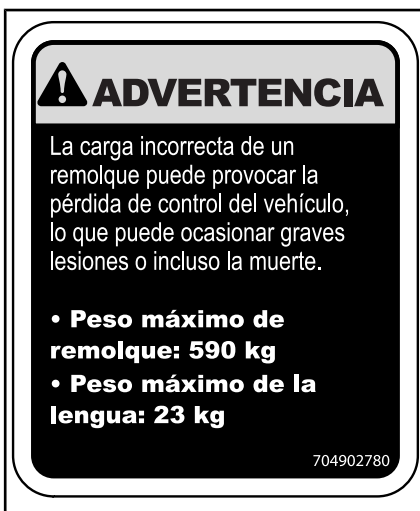 ADVERTENCIA
La carga incorrecta de un
remolque puede provocar la
pérdida de control del vehículo,
lo que puede ocasionar graves
lesiones o incluso la muerte.
• Peso máximo de
remolque: 590 kg
• Peso máximo de la
lengua: 23 kg
704902780